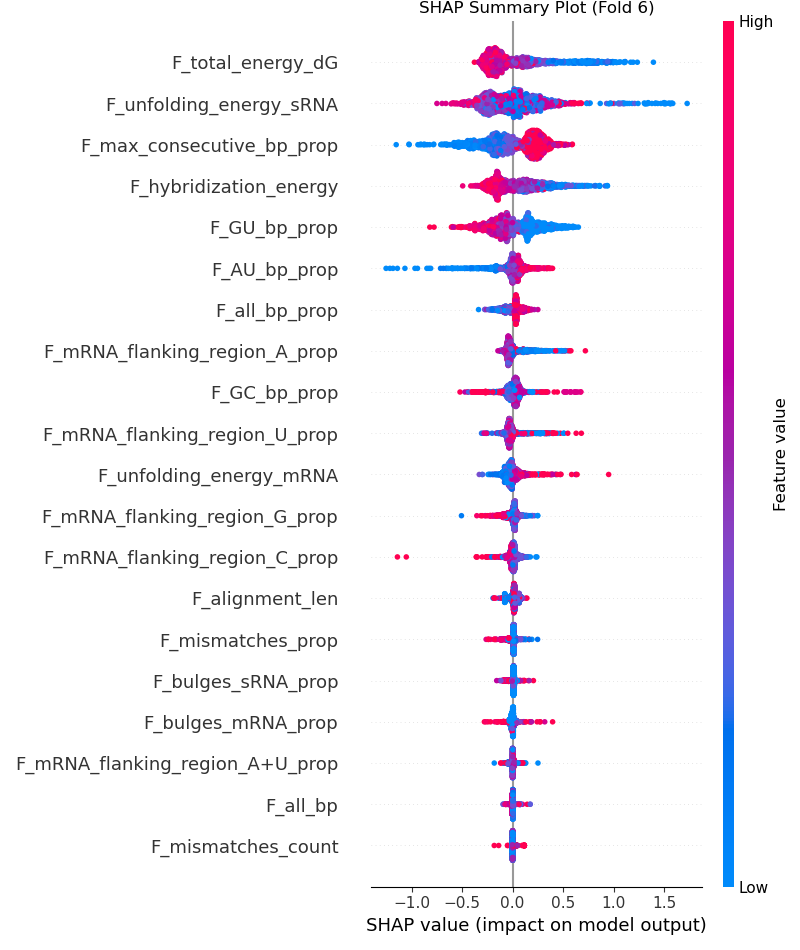 SHAP Summary Plot (Fold 6)
High
F_total_energy_dG
F_unfolding_energy_sRNA
F_max_consecutive_bp_prop
F_hybridization_energy
F_GU_bp_prop
F_AU_bp_prop
F_all_bp_prop
F_mRNA_flanking_region_A_prop
F_GC_bp_prop
F_mRNA_flanking_region_U_prop
F_unfolding_energy_mRNA
F_mRNA_flanking_region_G_prop
F_mRNA_flanking_region_C_prop
F_alignment_len
F_mismatches_prop
F_bulges_sRNA_prop
F_bulges_mRNA_prop
F_mRNA_flanking_region_A+U_prop
F_all_bp
F_mismatches_count
Feature value
Low
−1.0 −0.5 0.0 0.5 1.0 1.5
SHAP value (impact on model output)